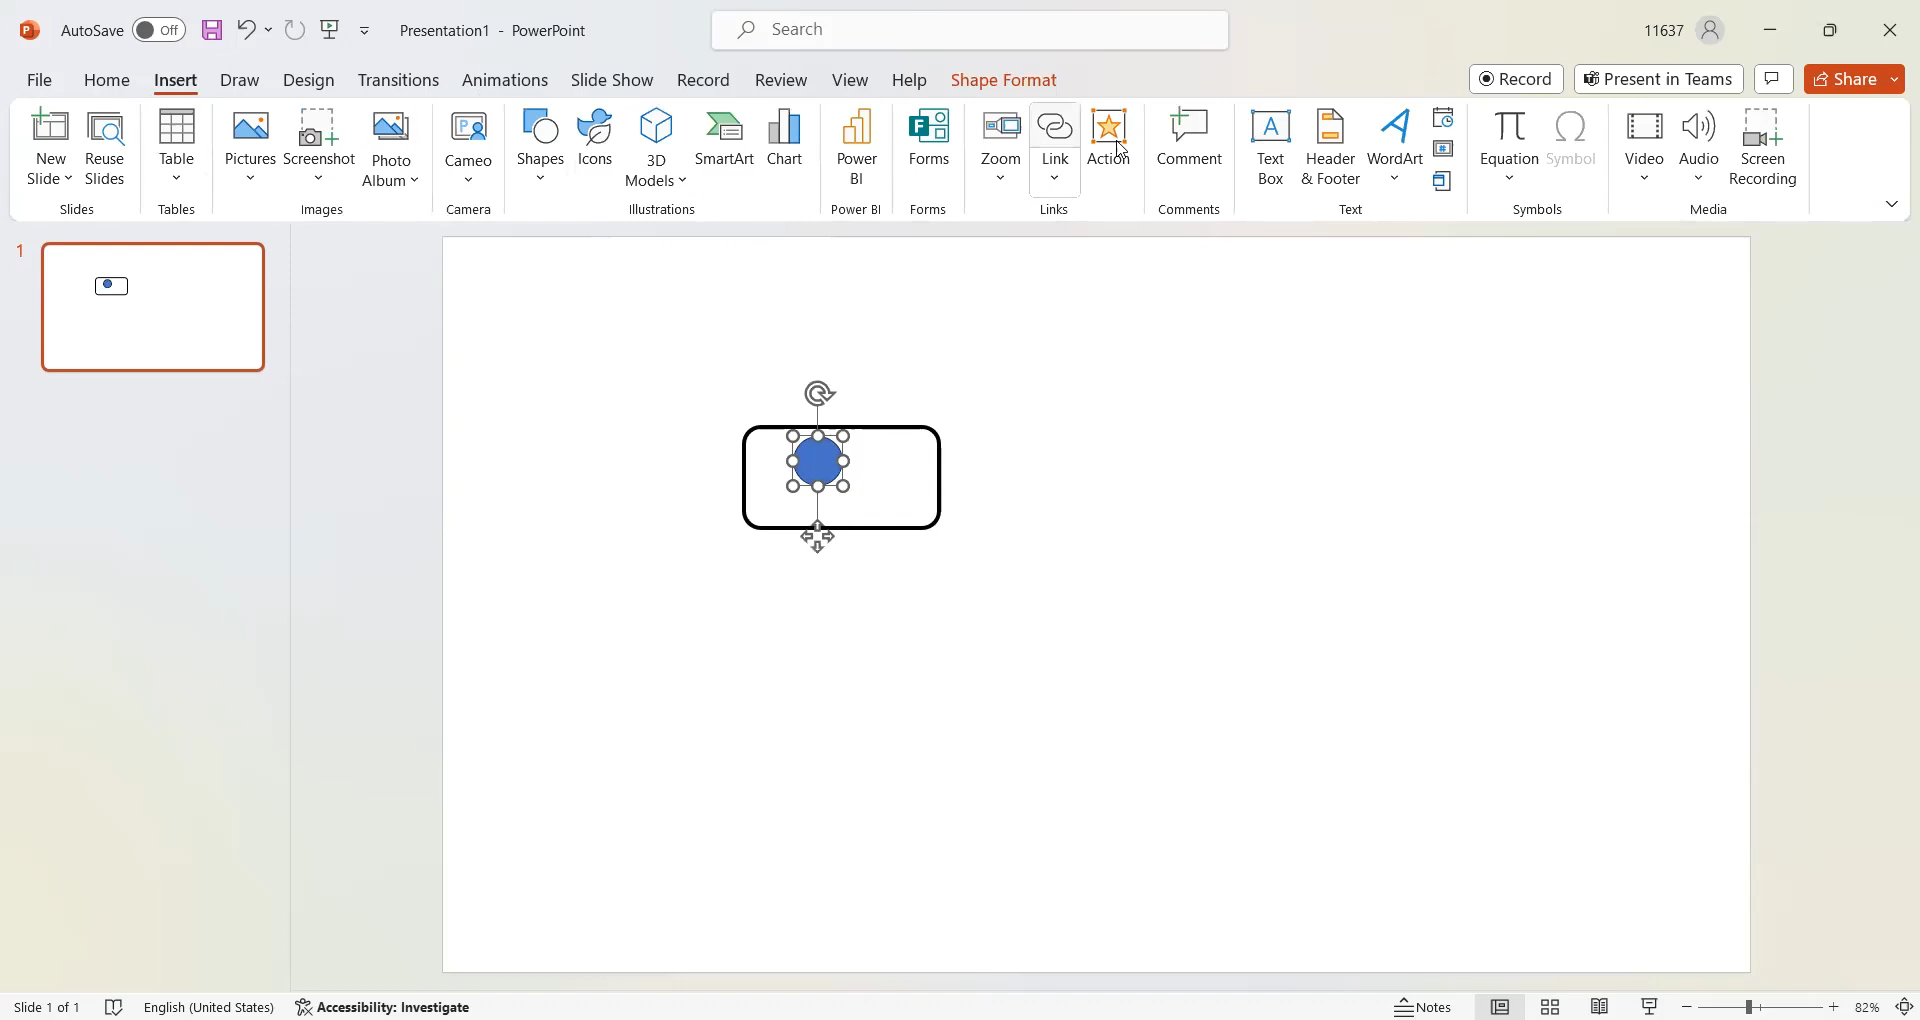 AutoSave Off Presentation1 - PowerPoint Search 11637
File Home Insert Draw Design Transitions Animations Slide Show Record Review View Help Shape Format Record Present in Teams Share
New Slide
Reuse Slides
Table
Pictures
Screenshot
Photo Album
Cameo
Shapes
Icons
3D Models
SmartArt
Chart
Power BI
Forms
Zoom
Link
Action
Comment
Text Box
Header & Footer
WordArt
Equation
Symbol
Video
Audio
Screen Recording
Slides Tables Images Camera Illustrations Power BI Forms Links Comments Text Symbols Media
1
Slide 1 of 1 English (United States) Accessibility: Investigate Notes 82%